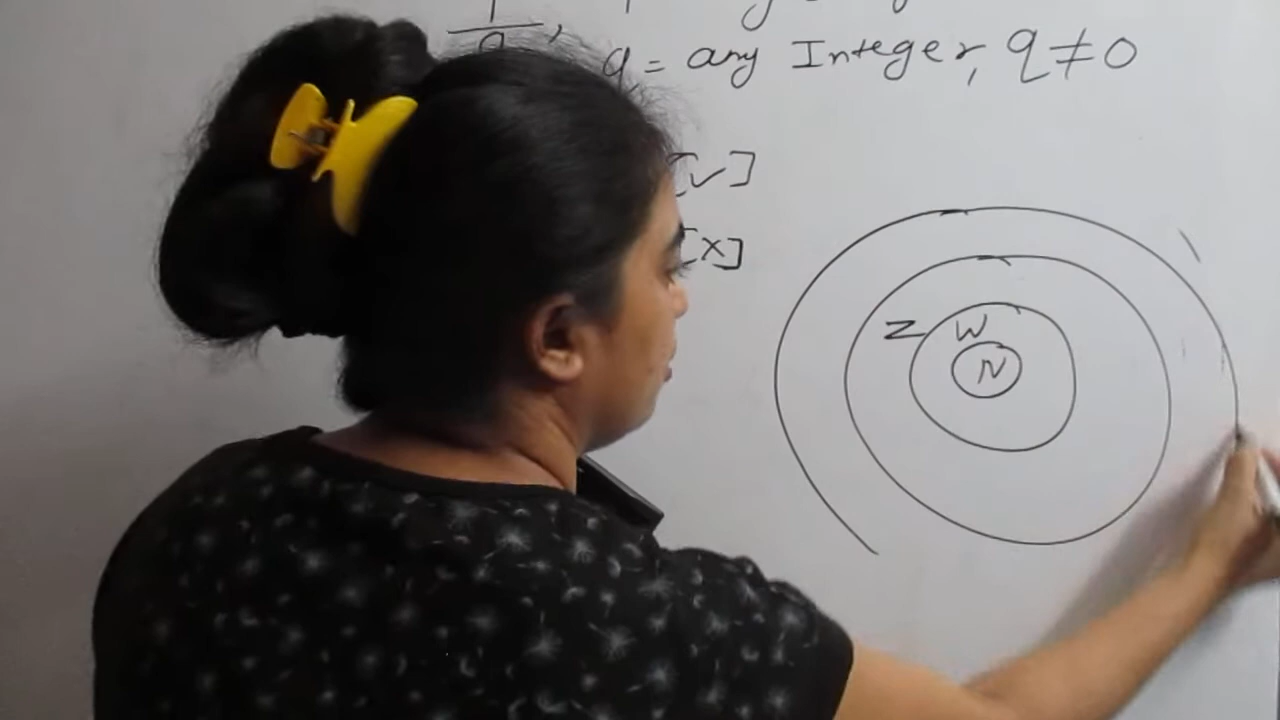 q = any Integer, q ≠ 0
[✓]
[×]
Z W
N